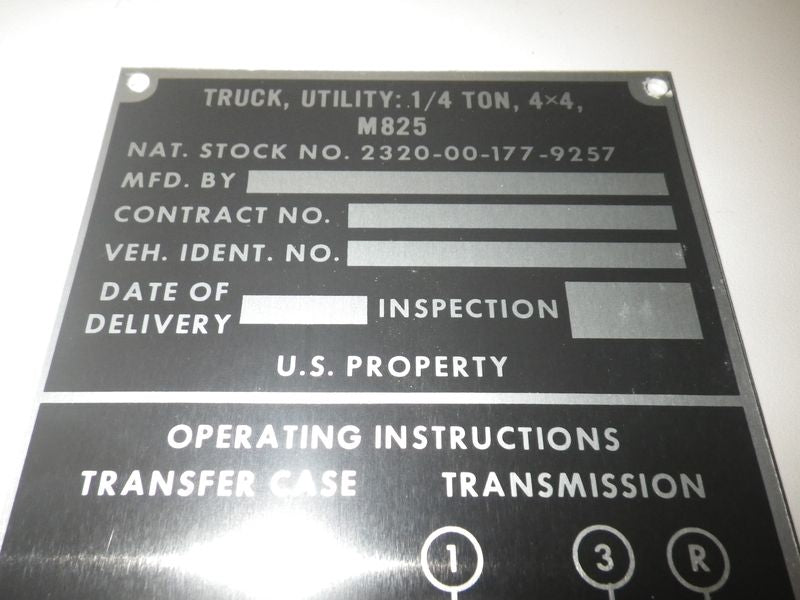 TRUCK, UTILITY: 1/4 TON, 4×4,
M825
NAT. STOCK NO. 2320-00-177-9257
MFD. BY
CONTRACT NO.
VEH. IDENT. NO.
DATE OF DELIVERY INSPECTION
U.S. PROPERTY
OPERATING INSTRUCTIONS
TRANSFER CASE TRANSMISSION
1 3 R